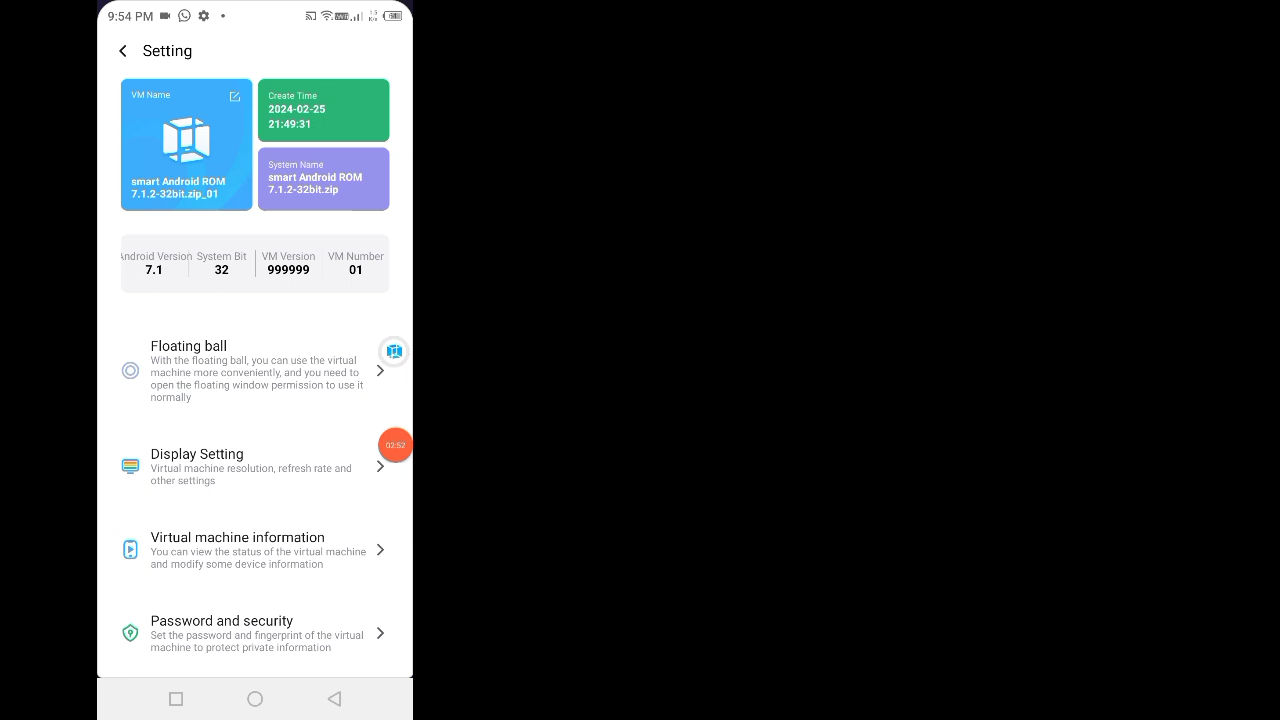 9:54 PM
Setting
VM Name
smart Android ROM
7.1.2-32bit.zip_01
Create Time
2024-02-25
21:49:31
System Name
smart Android ROM
7.1.2-32bit.zip
Android Version System Bit VM Version VM Number
7.1 32 999999 01
Floating ball
With the floating ball, you can use the virtual
machine more conveniently, and you need to
open the floating window permission to use it
normally
02:52
Display Setting
Virtual machine resolution, refresh rate and
other settings
Virtual machine information
You can view the status of the virtual machine
and modify some device information
Password and security
Set the password and fingerprint of the virtual
machine to protect private information